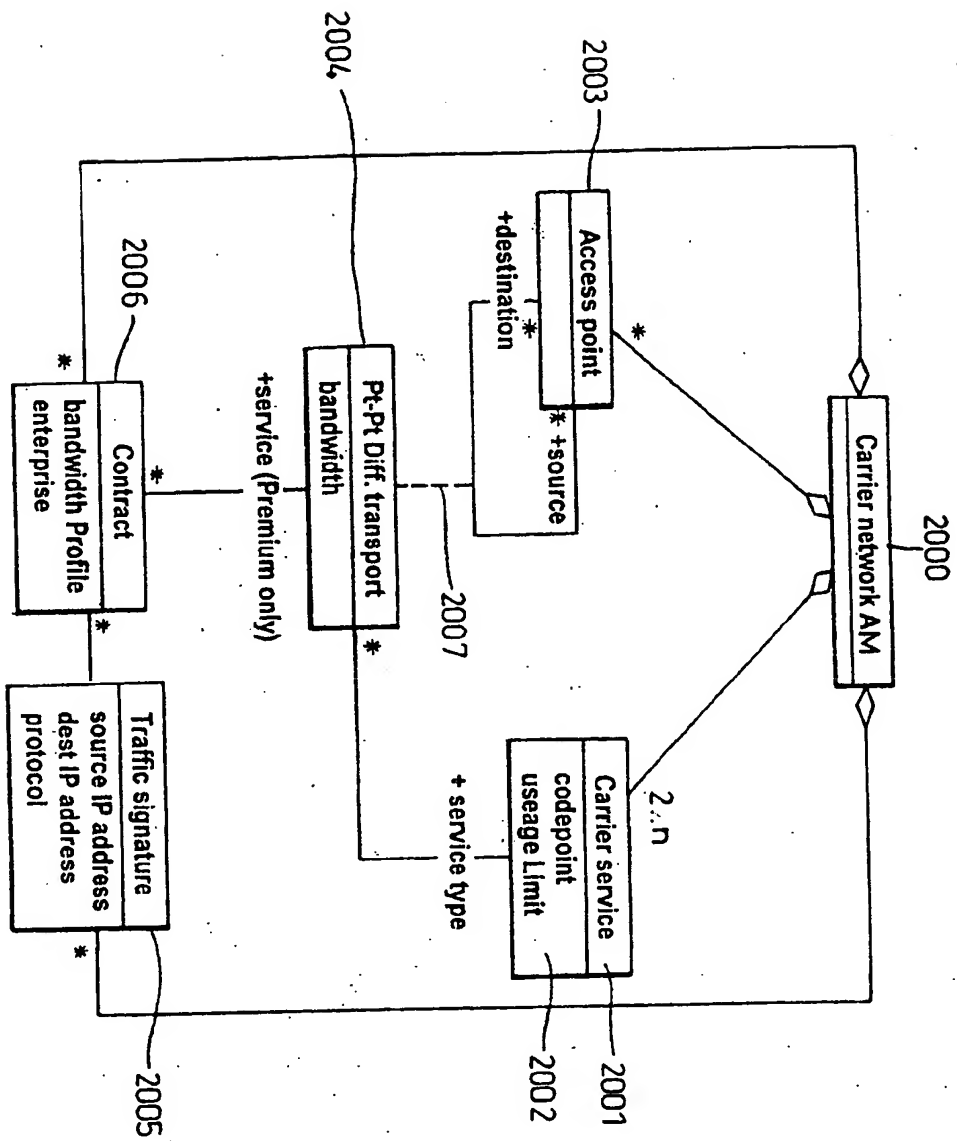 2000
Carrier network AM
2003
Access point
*
* +source
+destination
*
2..n
Carrier service
codepoint
useage Limit
2001
2002
+ service type
2004
Pt-Pt Diff. transport
bandwidth
*
2007
+service (Premium only)
2006
*
*
Contract
bandwidth Profile
enterprise
*
Traffic signature
source IP address
dest IP address
protocol
*
2005